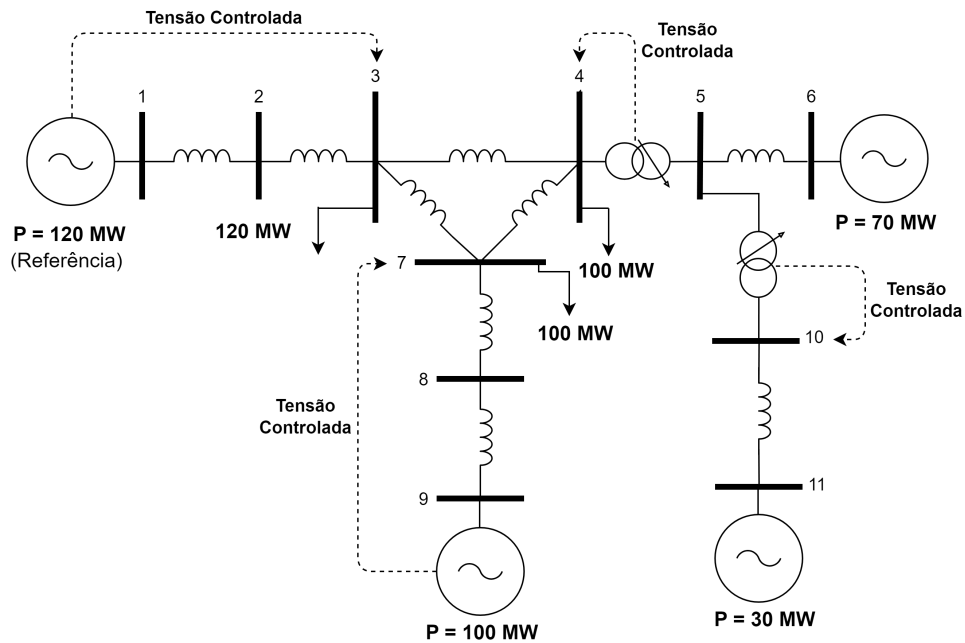 Tensão Controlada
Tensão
Controlada
1
2
3
4
5
6
P = 120 MW
(Referência)
120 MW
100 MW
P = 70 MW
7
100 MW
Tensão
Controlada
10
8
Tensão
Controlada
9
11
P = 100 MW
P = 30 MW